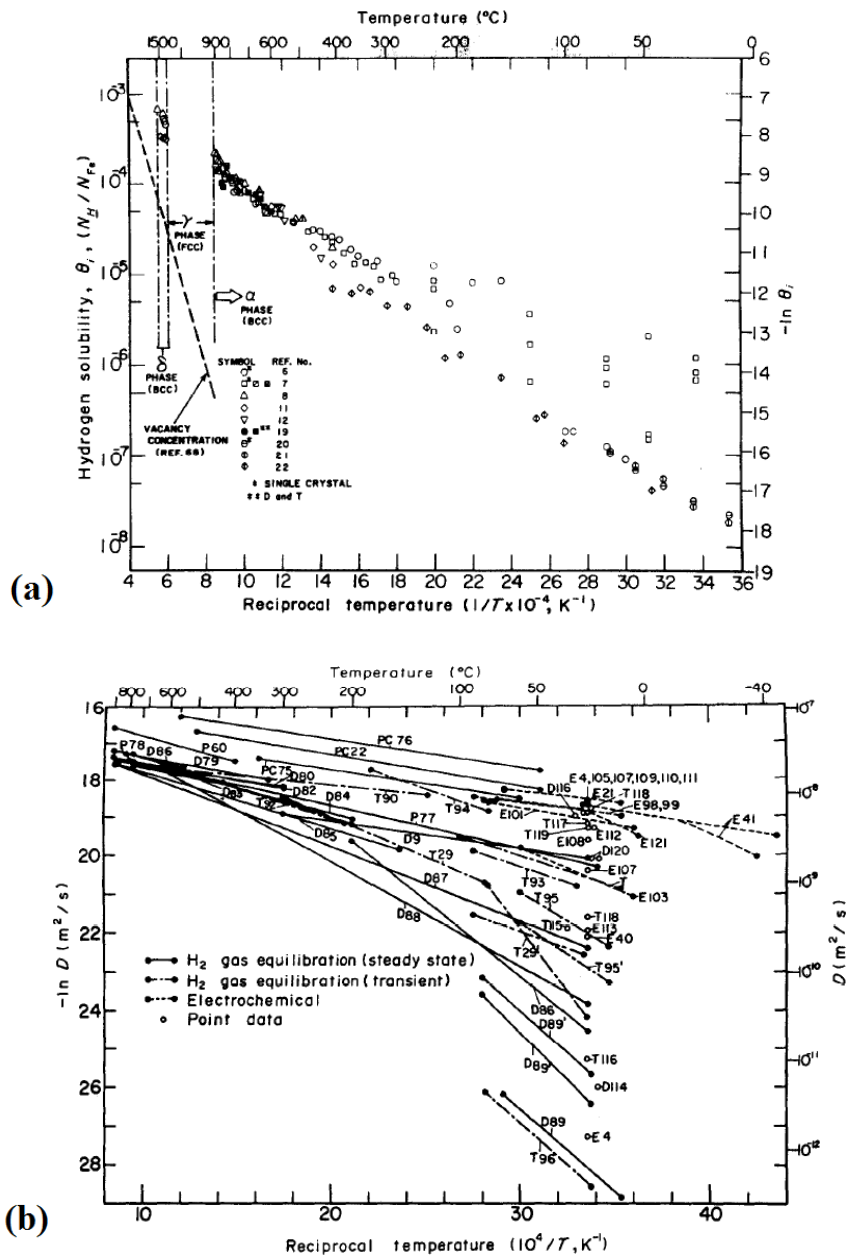 Temperature (°C)
1500 900 500 300 200 100 50 0
10⁻³ 10⁻⁴ 10⁻⁵ 10⁻⁶ 10⁻⁷ 10⁻⁸
Hydrogen solubility, θᵢ, (N_H / N_Fe)
-6 -7 -8 -9 -10 -11 -12 -13 -14 -15 -16 -17 -18 -19
-ln θᵢ
γ
PHASE
(FCC)
α
PHASE
(BCC)
δ
PHASE
(BCC)
VACANCY
CONCENTRATION
(REF. 66)
SYMBOL REF. No.
6
7
8
11
12
19
20
21
22
* SINGLE CRYSTAL
** D and T
4 6 8 10 12 14 16 18 20 22 24 26 28 30 32 34 36
Reciprocal temperature (1/T×10⁻⁴, K⁻¹)
(a)
Temperature (°C)
800 600 400 300 200 100 50 0 -40
16 18 20 22 24 26 28
-ln D (m²/s)
10⁻⁷ 10⁻⁸ 10⁻⁹ 10⁻¹⁰ 10⁻¹¹ 10⁻¹²
D (m²/s)
PC 76
P78 D86 P60 PC22
D79
PC75 D80
E4,105,107,109,110,111
D82 D116 E21 T118
D84 T90 E98,99
T94 E101
E41
P77 T117
T119 E112 E121
D85 D9 E108
D120
T29 E107
D87 T93 T E103
T95
D88 T118
T115 E113
E40
T29' T95'
D86
D89'
T116
D89'
D114
D89 E4
T96
H₂ gas equilibration (steady state)
H₂ gas equilibration (transient)
Electrochemical
Point data
10 20 30 40
(b)
Reciprocal temperature (10⁴/T, K⁻¹)